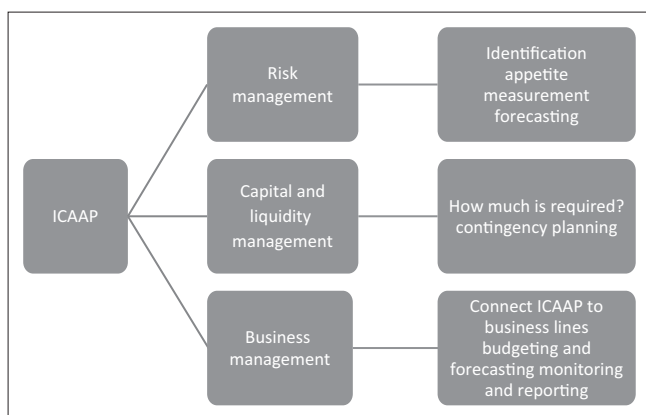 ICAAP
Risk
management
Identification
appetite
measurement
forecasting
Capital and
liquidity
management
How much is required?
contingency planning
Business
management
Connect ICAAP to
business lines
budgeting and
forecasting monitoring
and reporting